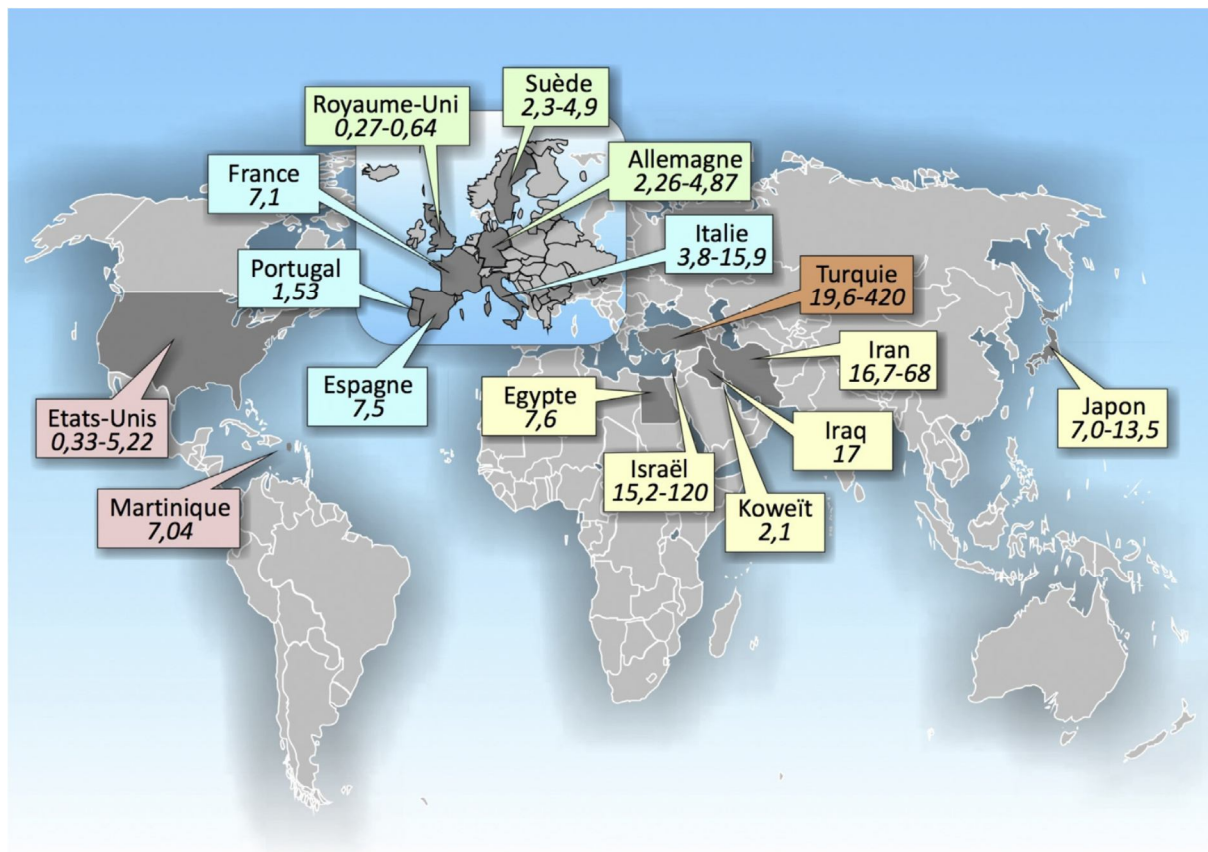 Suède
2,3-4,9
Royaume-Uni
0,27-0,64
Allemagne
2,26-4,87
France
7,1
Italie
3,8-15,9
Portugal
1,53
Turquie
19,6-420
Iran
16,7-68
Espagne
7,5
Egypte
7,6
Etats-Unis
0,33-5,22
Japon
7,0-13,5
Iraq
17
Israël
15,2-120
Martinique
7,04
Koweït
2,1